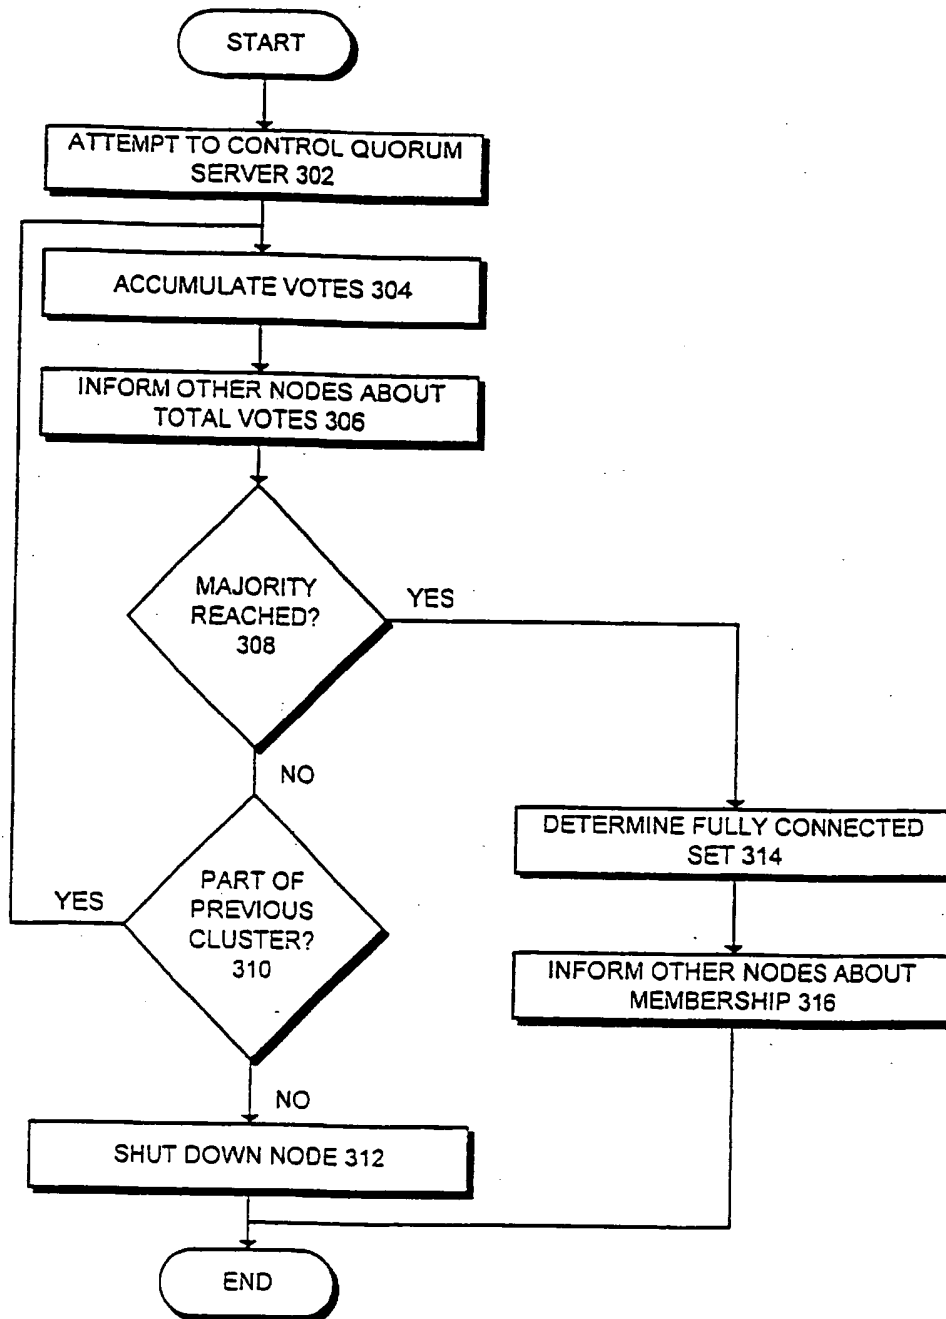 START
ATTEMPT TO CONTROL QUORUM
SERVER 302
ACCUMULATE VOTES 304
INFORM OTHER NODES ABOUT
TOTAL VOTES 306
MAJORITY
REACHED?
308
YES
NO
DETERMINE FULLY CONNECTED
SET 314
YES
PART OF
PREVIOUS
CLUSTER?
310
INFORM OTHER NODES ABOUT
MEMBERSHIP 316
NO
SHUT DOWN NODE 312
END